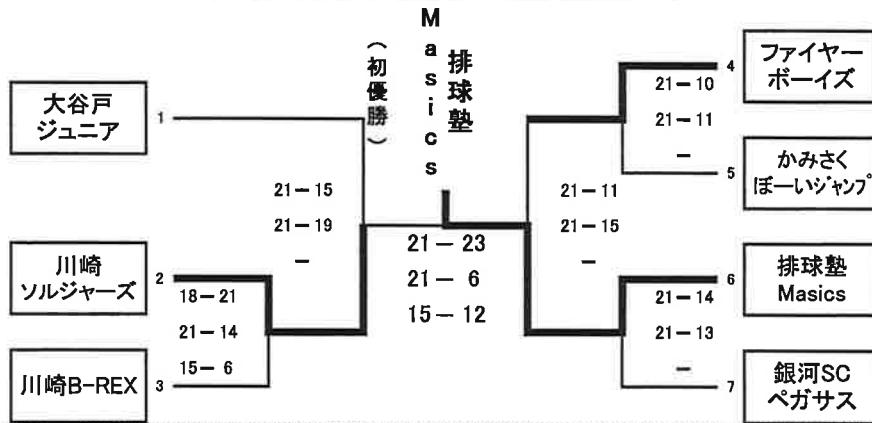 排球塾
Masics
（初優勝）
大谷戸
ジュニア
1
川崎
ソルジャーズ
2
川崎B-REX
3
21－15
21－19
－
18－21
21－14
15－6
21－23
21－6
15－12
21－11
21－15
－
4
ファイヤー
ボーイズ
21－10
21－11
－
5
かみさく
ぼーいジャンプ
6
排球塾
Masics
21－14
21－13
－
7
銀河SC
ペガサス